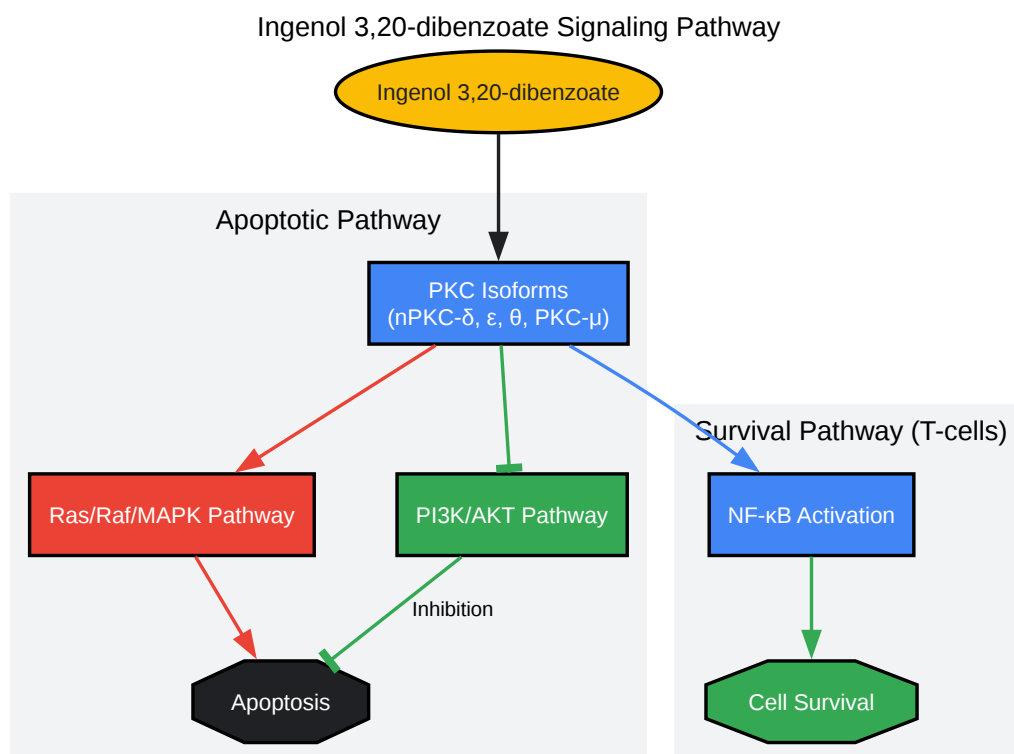 Ingenol 3,20-dibenzoate Signaling Pathway
Ingenol 3,20-dibenzoate
Apoptotic Pathway
PKC Isoforms
(nPKC-δ, ε, θ, PKC-μ)
Survival Pathway (T-cells)
Ras/Raf/MAPK Pathway
PI3K/AKT Pathway
NF-κB Activation
Inhibition
Apoptosis
Cell Survival